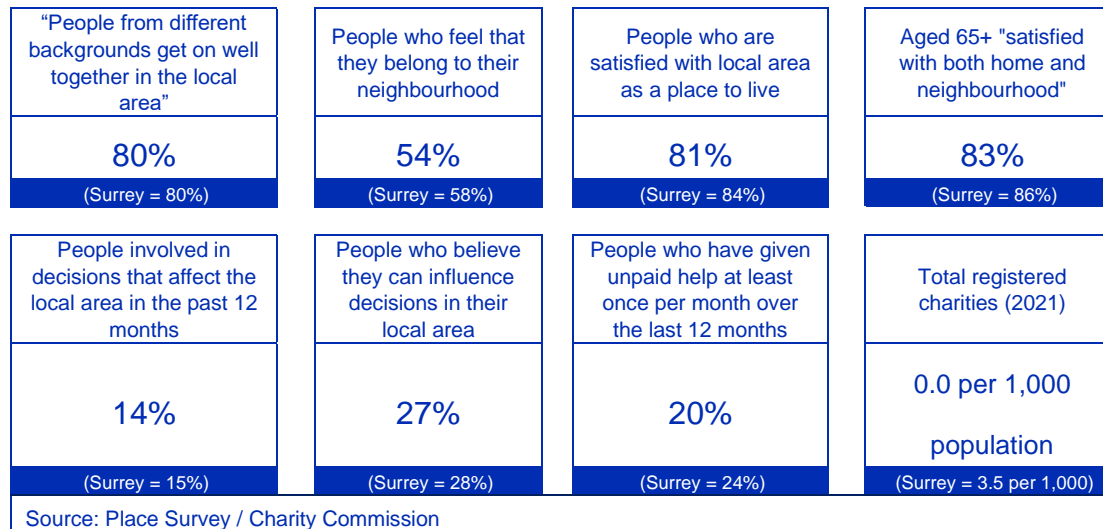 “People from different
backgrounds get on well
together in the local
area”
80%
(Surrey = 80%)
People who feel that
they belong to their
neighbourhood
54%
(Surrey = 58%)
People who are
satisfied with local area
as a place to live
81%
(Surrey = 84%)
Aged 65+ "satisfied
with both home and
neighbourhood"
83%
(Surrey = 86%)
People involved in
decisions that affect the
local area in the past 12
months
14%
(Surrey = 15%)
People who believe
they can influence
decisions in their
local area
27%
(Surrey = 28%)
People who have given
unpaid help at least
once per month over
the last 12 months
20%
(Surrey = 24%)
Total registered
charities (2021)
0.0 per 1,000
population
(Surrey = 3.5 per 1,000)
Source: Place Survey / Charity Commission